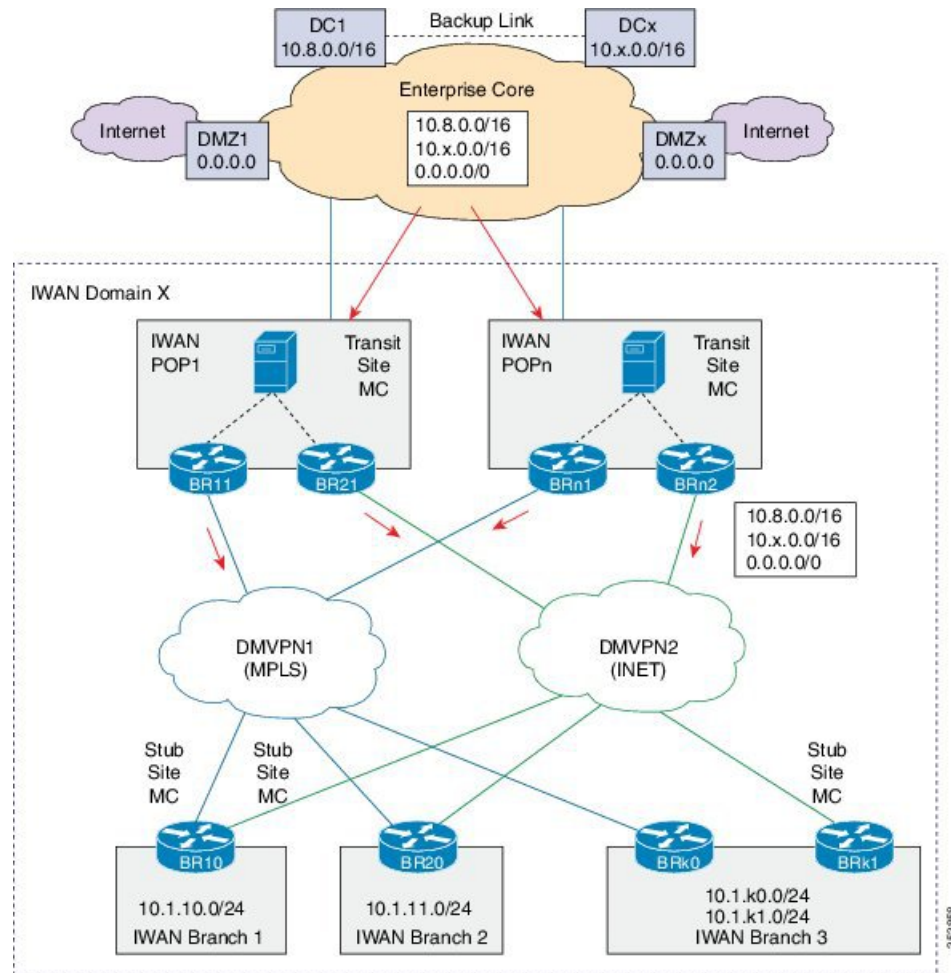 DC1
10.8.0.0/16
Backup Link
DCx
10.x.0.0/16
Enterprise Core
10.8.0.0/16
10.x.0.0/16
0.0.0.0/0
Internet
DMZ1
0.0.0.0
DMZx
0.0.0.0
Internet
IWAN Domain X
IWAN
POP1
Transit
Site
MC
IWAN
POPn
Transit
Site
MC
BR11
BR21
BRn1
BRn2
10.8.0.0/16
10.x.0.0/16
0.0.0.0/0
DMVPN1
(MPLS)
DMVPN2
(INET)
Stub
Site
MC
Stub
Site
MC
Stub
Site
MC
BR10
BR20
BRk0
BRk1
10.1.10.0/24
IWAN Branch 1
10.1.11.0/24
IWAN Branch 2
10.1.k0.0/24
10.1.k1.0/24
IWAN Branch 3